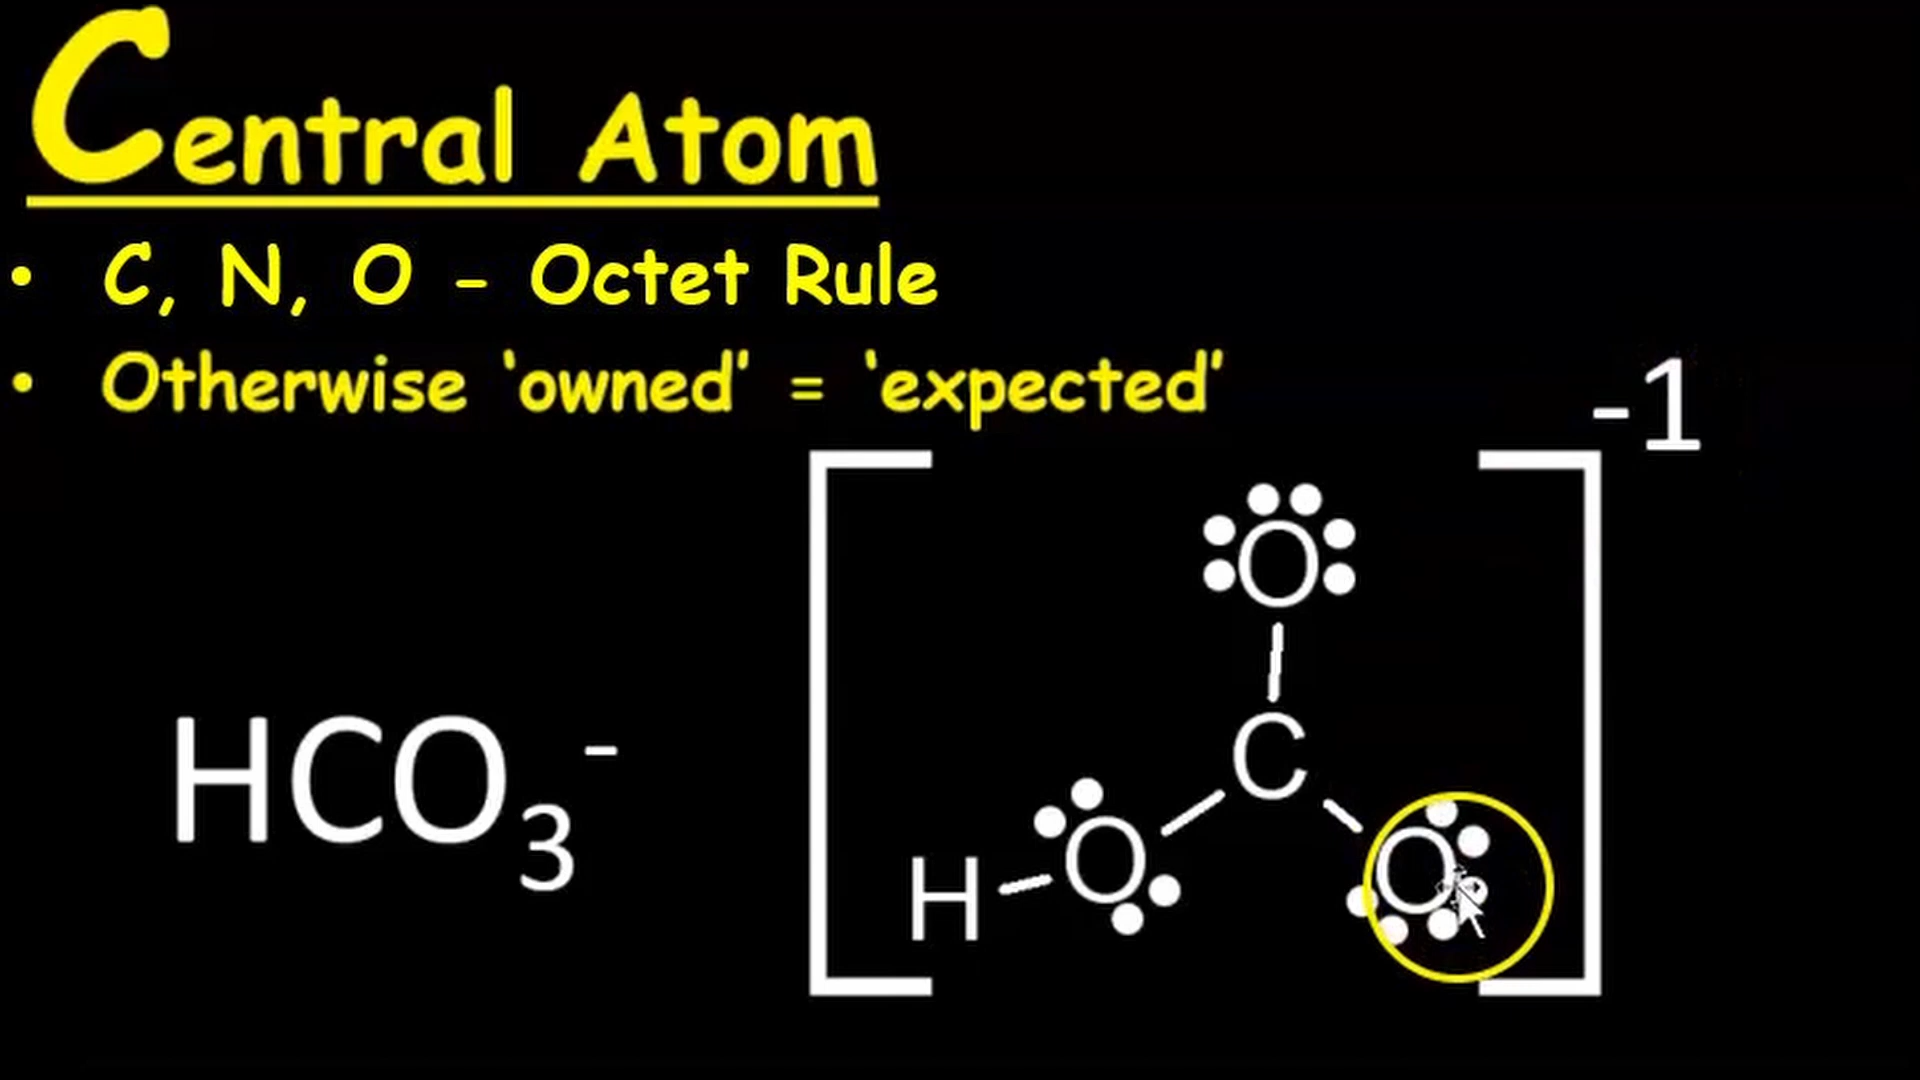 Central Atom
• C, N, O - Octet Rule
• Otherwise ‘owned’ = ‘expected’
-1
O
C
HCO₃⁻
H O O